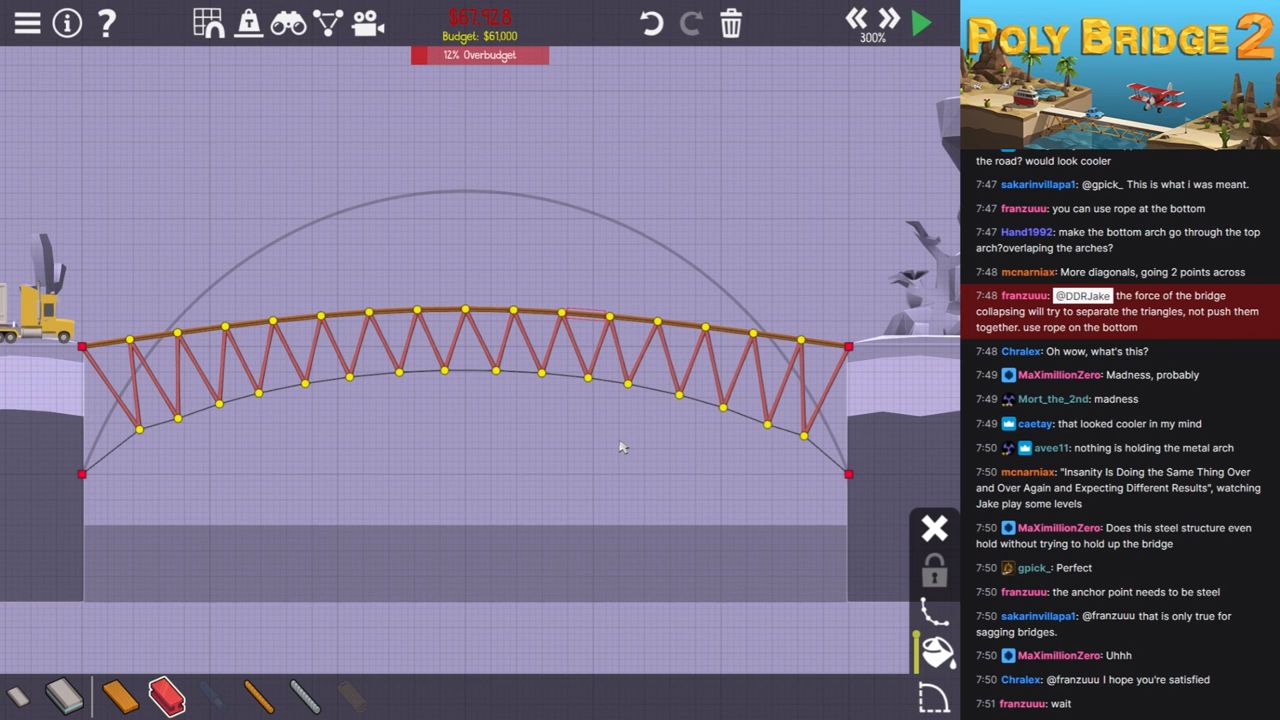 $67,928
Budget: $61,000
12% Overbudget
300%
POLY BRIDGE 2
the road? would look cooler
7:47 sakarinvillapa1: @gpick_ This is what i was meant.
7:47 franzuuu: you can use rope at the bottom
7:47 Hand1992: make the bottom arch go through the top
arch?overlaping the arches?
7:48 mcnarniax: More diagonals, going 2 points across
7:48 franzuuu: @DDRJake the force of the bridge
collapsing will try to separate the triangles, not push them
together. use rope on the bottom
7:48 Chralex: Oh wow, what's this?
7:49 MaXimillionZero: Madness, probably
7:49 Mort_the_2nd: madness
7:49 caetay: that looked cooler in my mind
7:50 avee11: nothing is holding the metal arch
7:50 mcnarniax: "Insanity Is Doing the Same Thing Over
and Over Again and Expecting Different Results", watching
Jake play some levels
7:50 MaXimillionZero: Does this steel structure even
hold without trying to hold up the bridge
7:50 gpick_: Perfect
7:50 franzuuu: the anchor point needs to be steel
7:50 sakarinvillapa1: @franzuuu that is only true for
sagging bridges.
7:50 MaXimillionZero: Uhhh
7:50 Chralex: @franzuuu I hope you're satisfied
7:51 franzuuu: wait